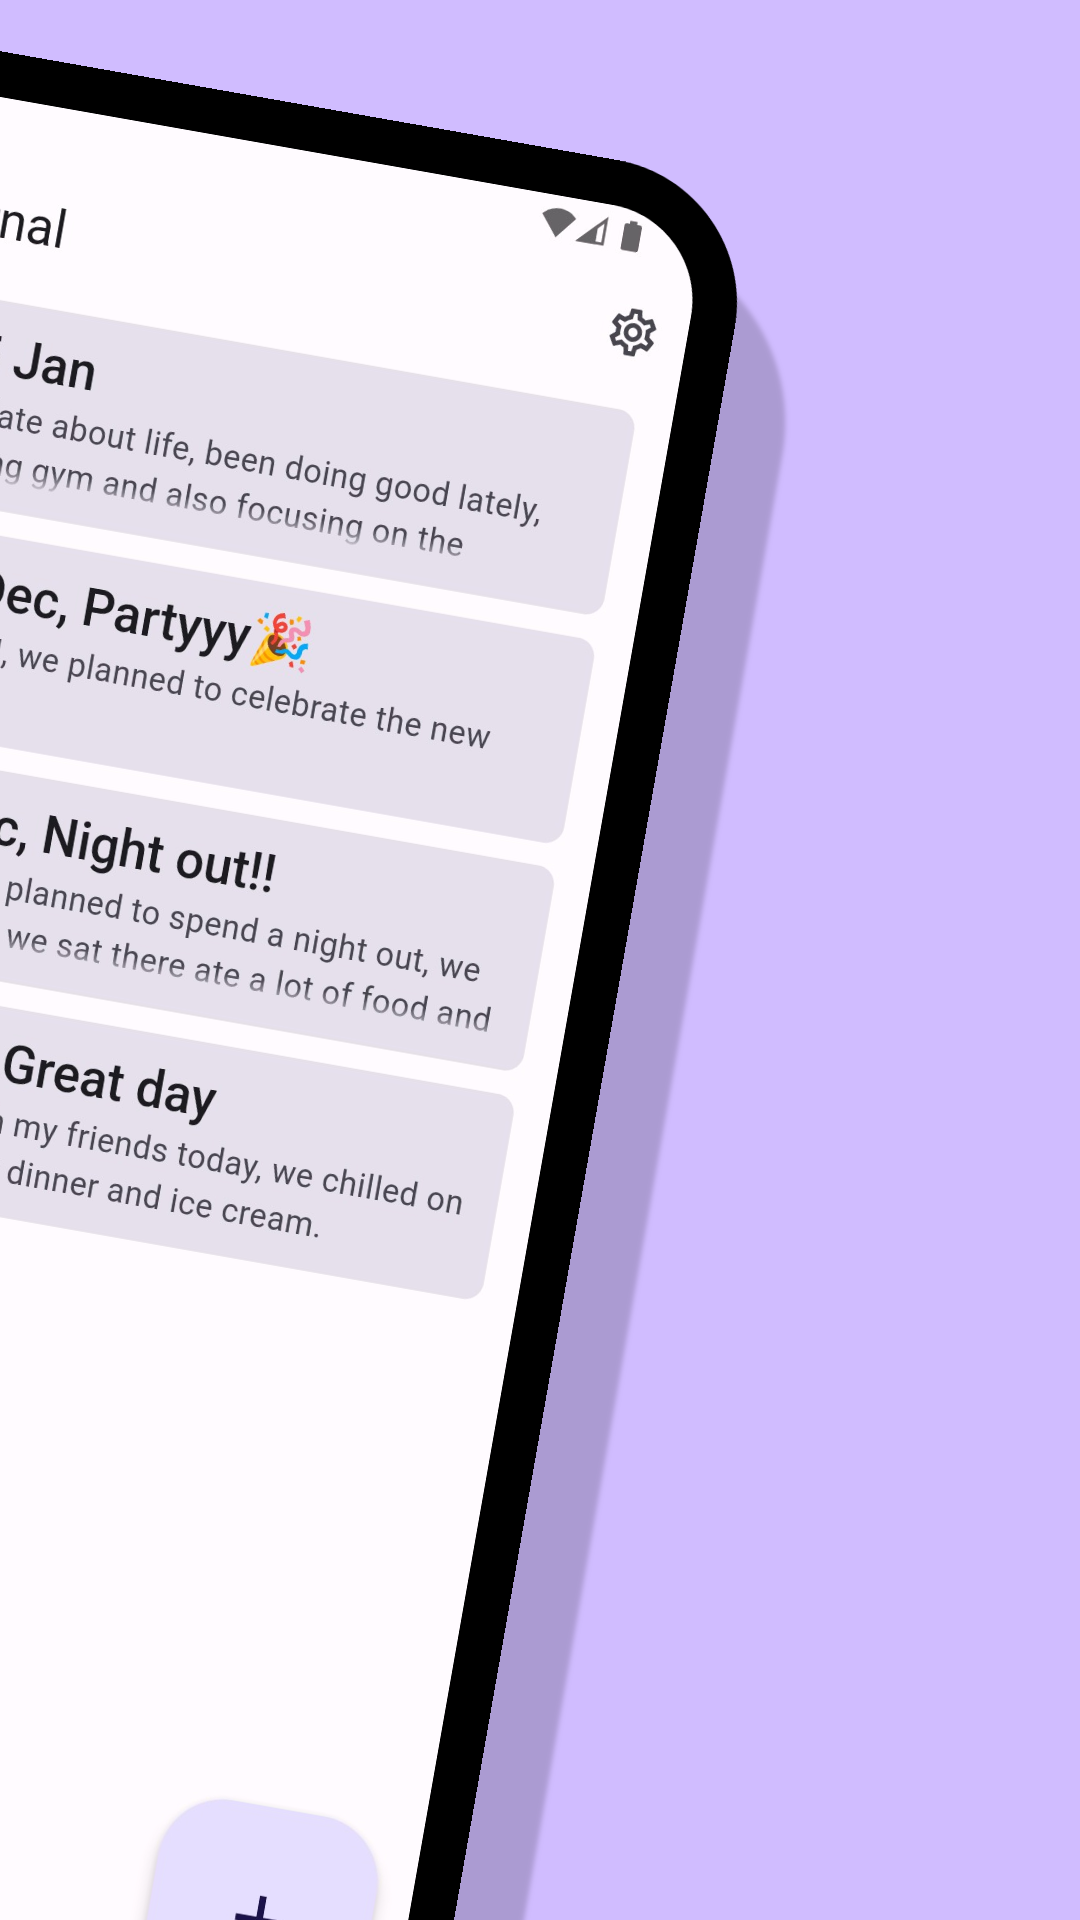 nal
Jan
ate about life, been doing good lately,
ng gym and also focusing on the
Dec, Partyyy🎉
, we planned to celebrate the new
c, Night out!!
planned to spend a night out, we
we sat there ate a lot of food and
Great day
my friends today, we chilled on
dinner and ice cream.